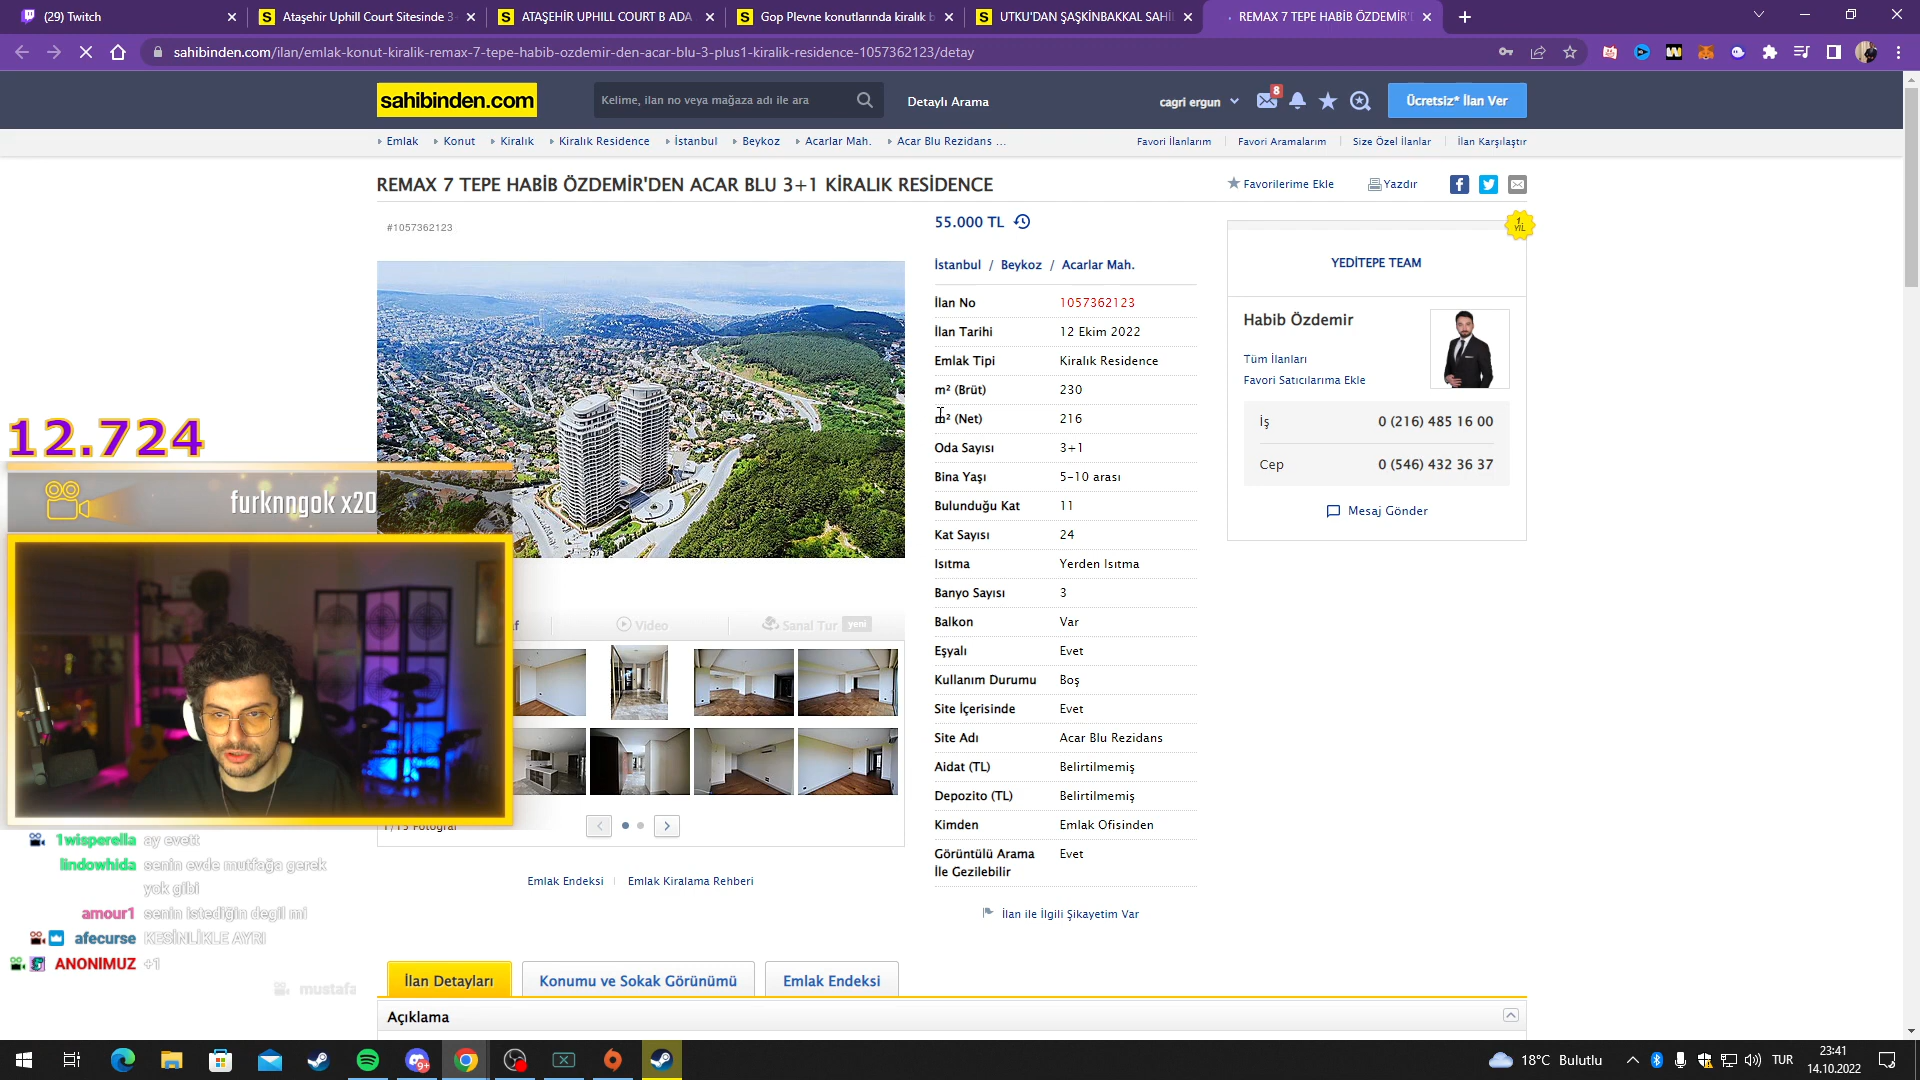 (29) Twitch
Ataşehir Uphill Court Sitesinde 3
ATAŞEHİR UPHILL COURT B ADA
Gop Plevne konutlarında kiralık b
UTKU'DAN ŞAŞKINBAKKAL SAHİL
REMAX 7 TEPE HABİB ÖZDEMİR'D
sahibinden.com/ilan/emlak-konut-kiralik-remax-7-tepe-habib-ozdemir-den-acar-blu-3-plus1-kiralik-residence-1057362123/detay
sahibinden.com
Kelime, ilan no veya mağaza adı ile ara
Detaylı Arama
cagri ergun
8
Ücretsiz* İlan Ver
Emlak
Konut
Kiralık
Kiralık Residence
İstanbul
Beykoz
Acarlar Mah.
Acar Blu Rezidans ...
Favori İlanlarım
Favori Aramalarım
Size Özel İlanlar
İlan Karşılaştır
REMAX 7 TEPE HABİB ÖZDEMİR'DEN ACAR BLU 3+1 KİRALIK RESİDENCE
Favorilerime Ekle
Yazdır
#1057362123
55.000 TL
İstanbul / Beykoz / Acarlar Mah.
İlan No 1057362123
İlan Tarihi 12 Ekim 2022
Emlak Tipi Kiralık Residence
m² (Brüt) 230
m² (Net) 216
Oda Sayısı 3+1
Bina Yaşı 5-10 arası
Bulunduğu Kat 11
Kat Sayısı 24
Isıtma Yerden Isıtma
Banyo Sayısı 3
Balkon Var
Eşyalı Evet
Kullanım Durumu Boş
Site İçerisinde Evet
Site Adı Acar Blu Rezidans
Aidat (TL) Belirtilmemiş
Depozito (TL) Belirtilmemiş
Kimden Emlak Ofisinden
Görüntülü Arama Evet
İle Gezilebilir
İlan ile İlgili Şikayetim Var
1. YIL
YEDİTEPE TEAM
Habib Özdemir
Tüm İlanları
Favori Satıcılarıma Ekle
İş 0 (216) 485 16 00
Cep 0 (546) 432 36 37
Mesaj Gönder
12.724
furknngok x20
Video
Sanal Tur yeni
1/15 Fotoğraf
Emlak Endeksi
Emlak Kiralama Rehberi
1wisperella ay evett
lindowhida senin evde mutfağa gerek
yok gibi
amour1 senin istediğin degil mi
afecurse KESİNLİKLE AYRI
ANONIMUZ +1
mustafa
İlan Detayları
Konumu ve Sokak Görünümü
Emlak Endeksi
Açıklama
9+
18°C Bulutlu
TUR
23:41
14.10.2022